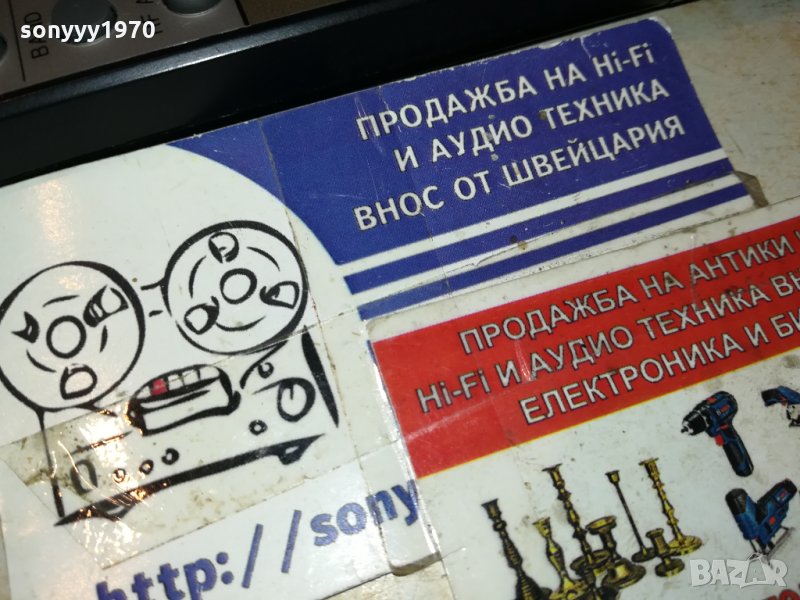 sonyyy1970
ПРОДАЖБА НА Hi-Fi
И АУДИО ТЕХНИКА
ВНОС ОТ ШВЕЙЦАРИЯ
ПРОДАЖБА НА АНТИКИ
Hi-Fi И АУДИО ТЕХНИКА
ЕЛЕКТРОНИКА И
http://sony
BAZAR